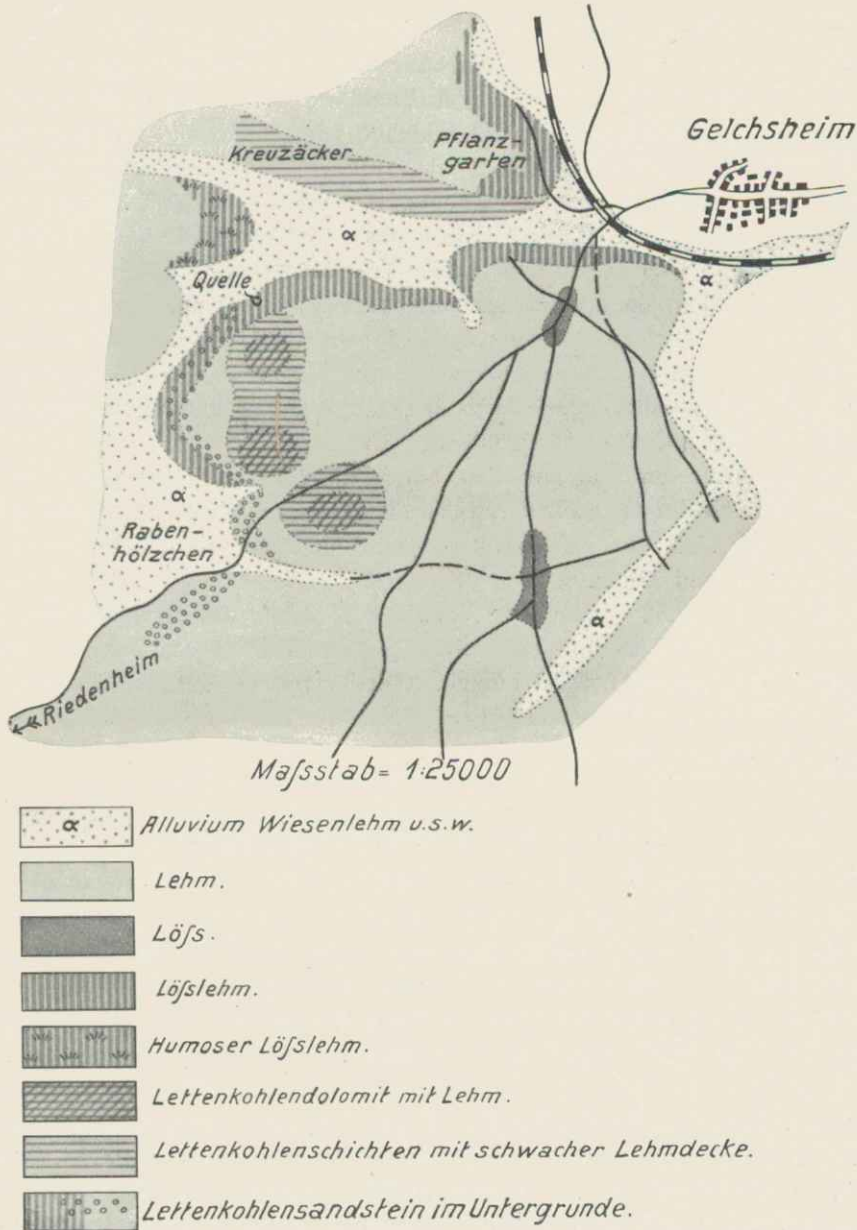 Gelchsheim
Pflanz-
garten
Kreuzäcker
α
Quelle
α
α
Raben-
hölzchen
α
Riedenheim
Maſsstab= 1:25000
α Alluvium Wiesenlehm u.s.w.
Lehm.
Löſs.
Löſslehm.
Humoser Löſslehm.
Lettenkohlendolomit mit Lehm.
Lettenkohlenschichten mit schwacher Lehmdecke.
Lettenkohlensandstein im Untergrunde.